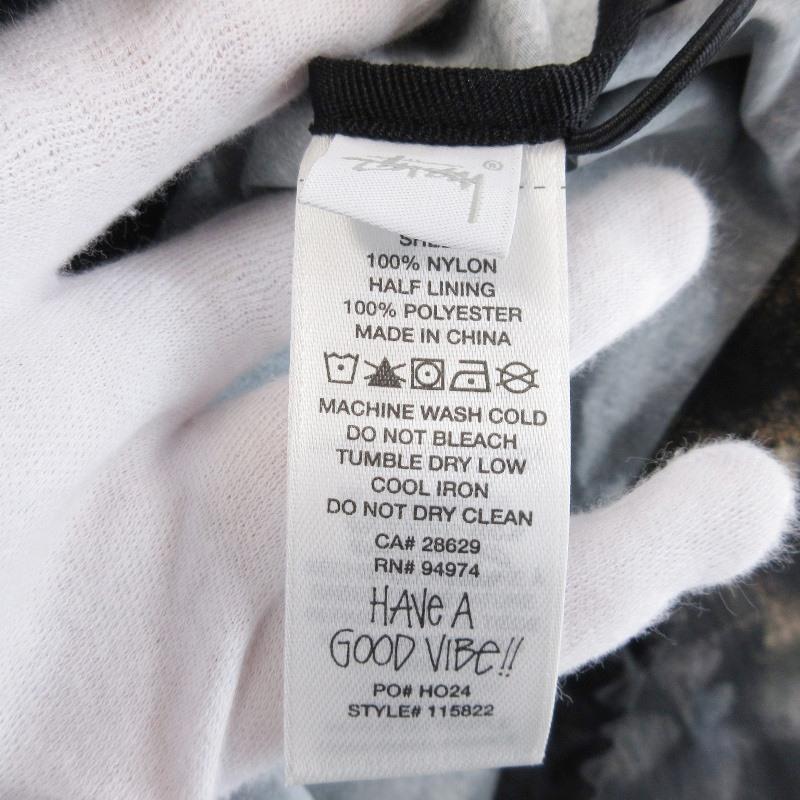 ®
100% NYLON
HALF LINING
100% POLYESTER
MADE IN CHINA
MACHINE WASH COLD
DO NOT BLEACH
TUMBLE DRY LOW
COOL IRON
DO NOT DRY CLEAN
CA# 28629
RN# 94974
HAVE A
GOOD VIBE!!
PO# HO24
STYLE# 115822